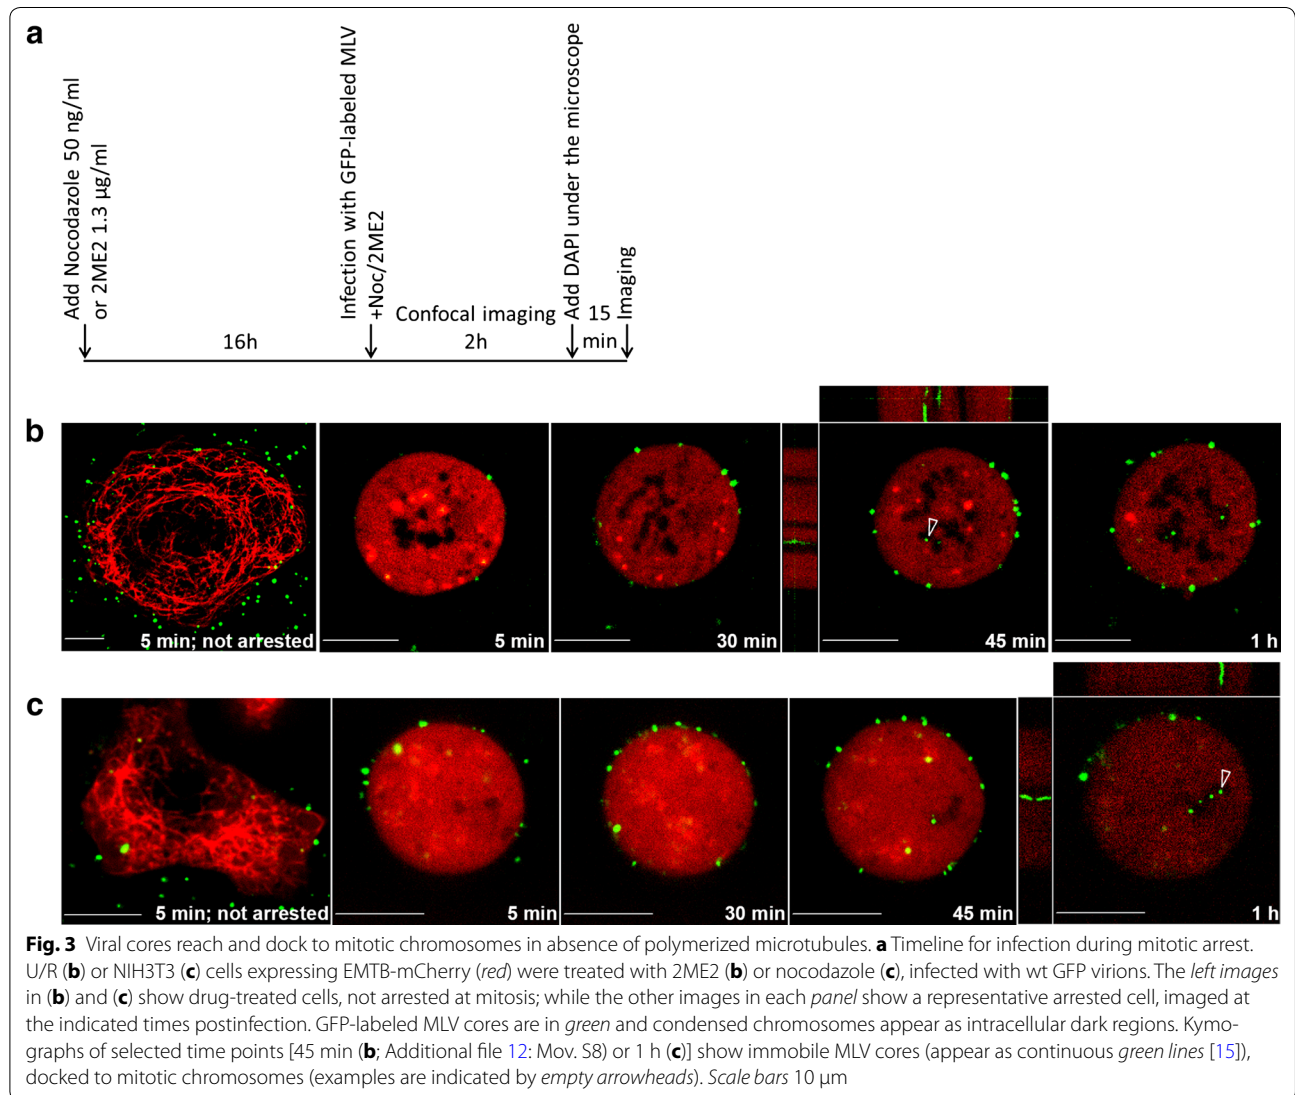 a
Add Nocodazole 50 ng/ml
or 2ME2 1.3 µg/ml
Infection with GFP-labeled MLV
+Noc/2ME2
Add DAPI under the microscope
Imaging
Confocal imaging
15
16h
2h
min
b
5 min; not arrested
5 min
30 min
45 min
1 h
c
5 min; not arrested
5 min
30 min
45 min
1 h
Fig. 3 Viral cores reach and dock to mitotic chromosomes in absence of polymerized microtubules. a Timeline for infection during mitotic arrest.
U/R (b) or NIH3T3 (c) cells expressing EMTB-mCherry (red) were treated with 2ME2 (b) or nocodazole (c), infected with wt GFP virions. The left images
in (b) and (c) show drug-treated cells, not arrested at mitosis; while the other images in each panel show a representative arrested cell, imaged at
the indicated times postinfection. GFP-labeled MLV cores are in green and condensed chromosomes appear as intracellular dark regions. Kymo-
graphs of selected time points [45 min (b; Additional file 12: Mov. S8) or 1 h (c)] show immobile MLV cores (appear as continuous green lines [15]),
docked to mitotic chromosomes (examples are indicated by empty arrowheads). Scale bars 10 µm